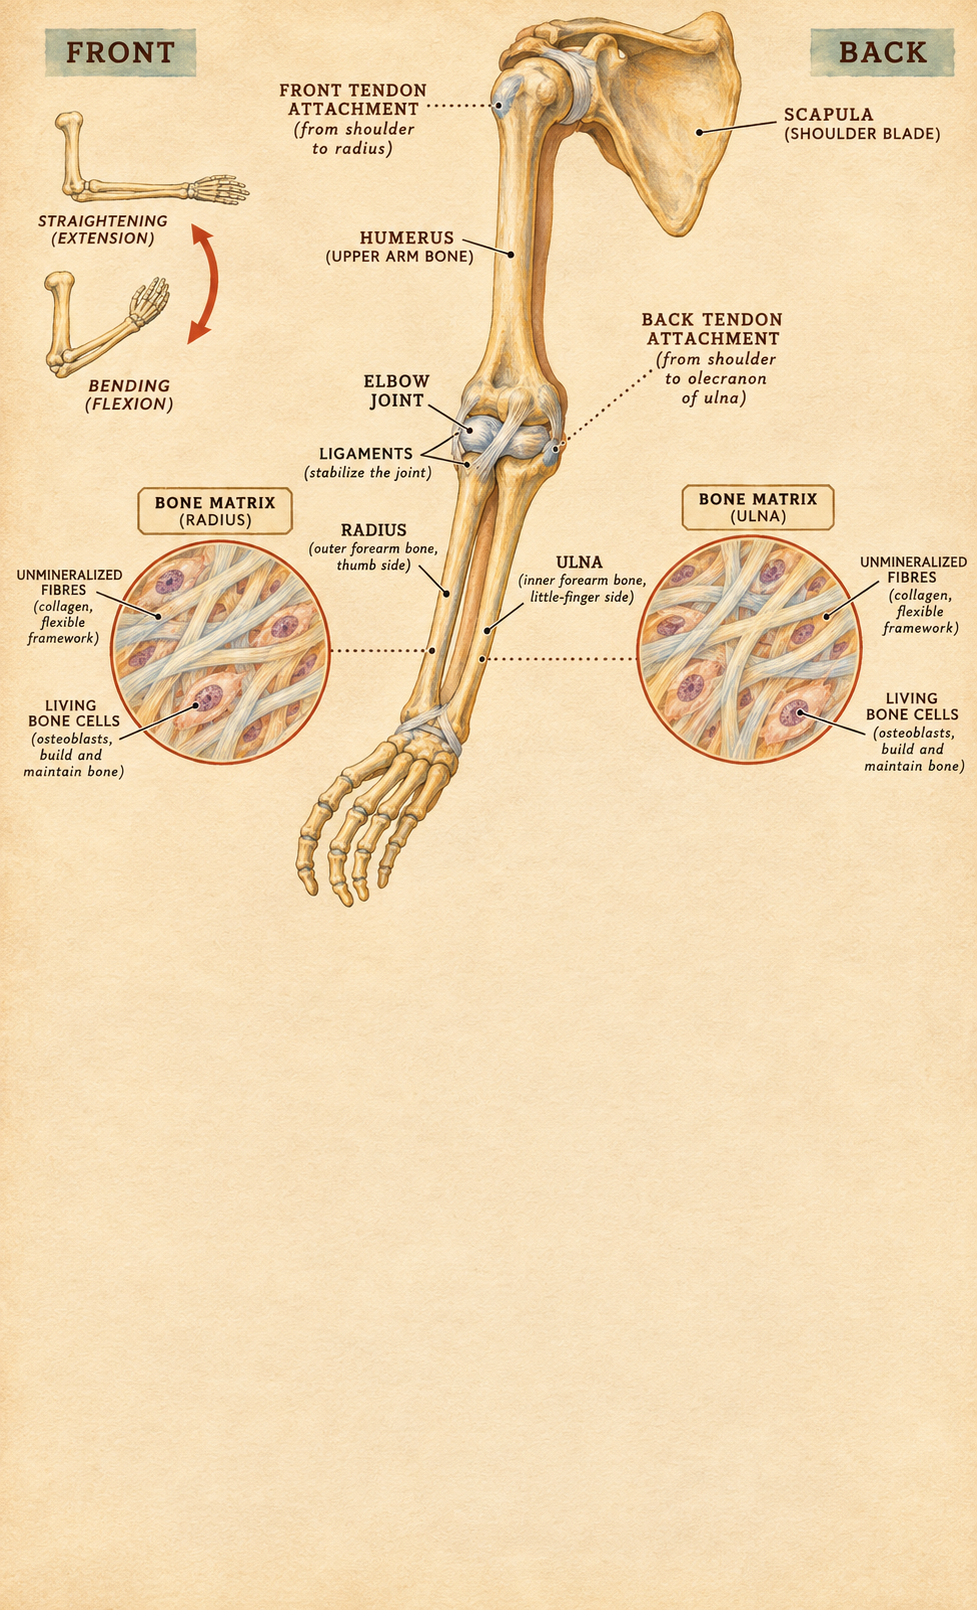 FRONT
BACK
FRONT TENDON
ATTACHMENT
(from shoulder
to radius)
SCAPULA
(SHOULDER BLADE)
STRAIGHTENING
(EXTENSION)
HUMERUS
(UPPER ARM BONE)
BACK TENDON
ATTACHMENT
(from shoulder
to olecranon
of ulna)
BENDING
(FLEXION)
ELBOW
JOINT
LIGAMENTS
(stabilize the joint)
BONE MATRIX
(RADIUS)
BONE MATRIX
(ULNA)
RADIUS
(outer forearm bone,
thumb side)
ULNA
(inner forearm bone,
little-finger side)
UNMINERALIZED
FIBRES
(collagen,
flexible
framework)
UNMINERALIZED
FIBRES
(collagen,
flexible
framework)
LIVING
BONE CELLS
(osteoblasts,
build and
maintain bone)
LIVING
BONE CELLS
(osteoblasts,
build and
maintain bone)